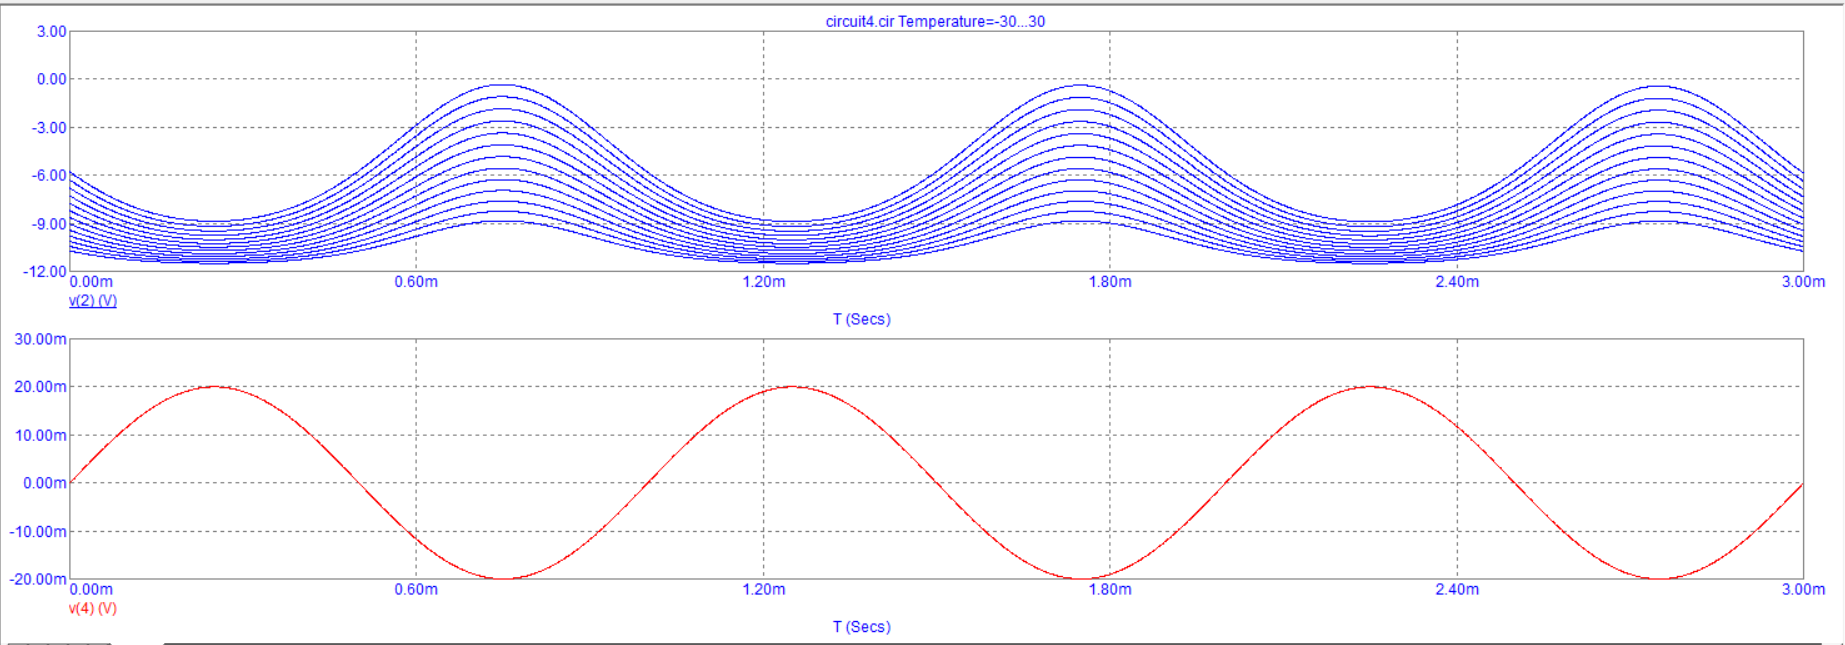 circuit4.cir Temperature=-30...30
3.00
0.00
-3.00
-6.00
-9.00
-12.00
0.00m 0.60m 1.20m 1.80m 2.40m 3.00m
v(2) (V)
T (Secs)
30.00m
20.00m
10.00m
0.00m
-10.00m
-20.00m
0.00m 0.60m 1.20m 1.80m 2.40m 3.00m
v(4) (V)
T (Secs)